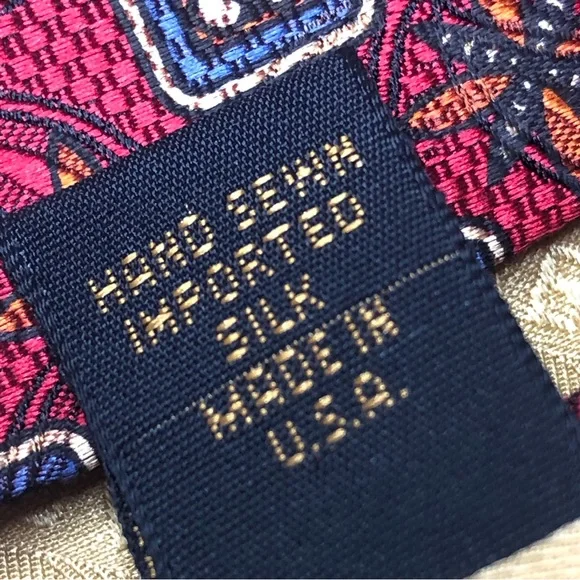 HAND SEWN
IMPORTED
SILK
MADE IN
U.S.A.